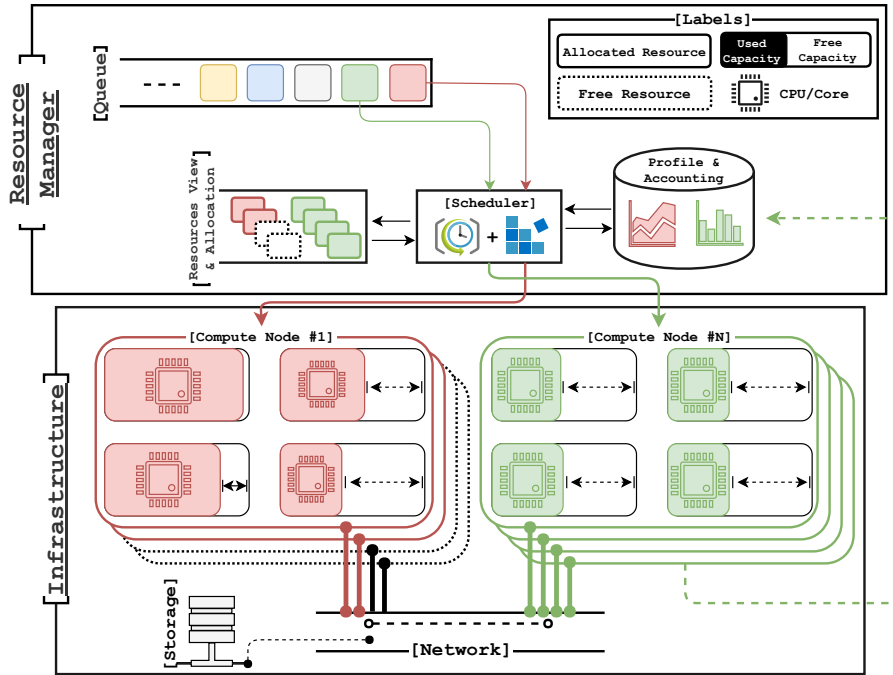 [Labels]
Allocated Resource
Used Capacity
Free Capacity
Free Resource
CPU/Core
Resource
Manager
[Queue]
[Resources View
& Allocation]
[Scheduler]
+
Profile &
Accounting
Infrastructure
[Compute Node #1]
[Compute Node #N]
[Storage]
[Network]